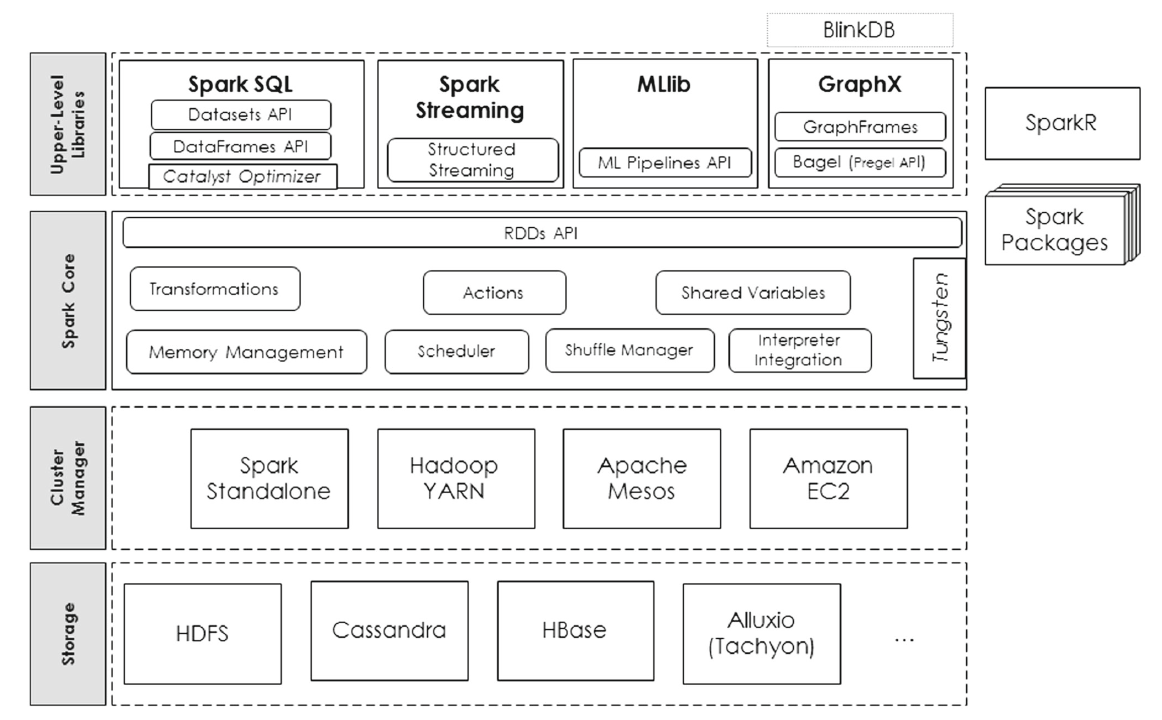 BlinkDB
Upper-Level
Libraries
Spark SQL
Datasets API
DataFrames API
Catalyst Optimizer
Spark
Streaming
Structured
Streaming
MLlib
ML Pipelines API
GraphX
GraphFrames
Bagel (Pregel API)
SparkR
Spark
Packages
Spark Core
RDDs API
Transformations
Actions
Shared Variables
Memory Management
Scheduler
Shuffle Manager
Interpreter
Integration
Tungsten
Cluster
Manager
Spark
Standalone
Hadoop
YARN
Apache
Mesos
Amazon
EC2
Storage
HDFS
Cassandra
HBase
Alluxio
(Tachyon)
...